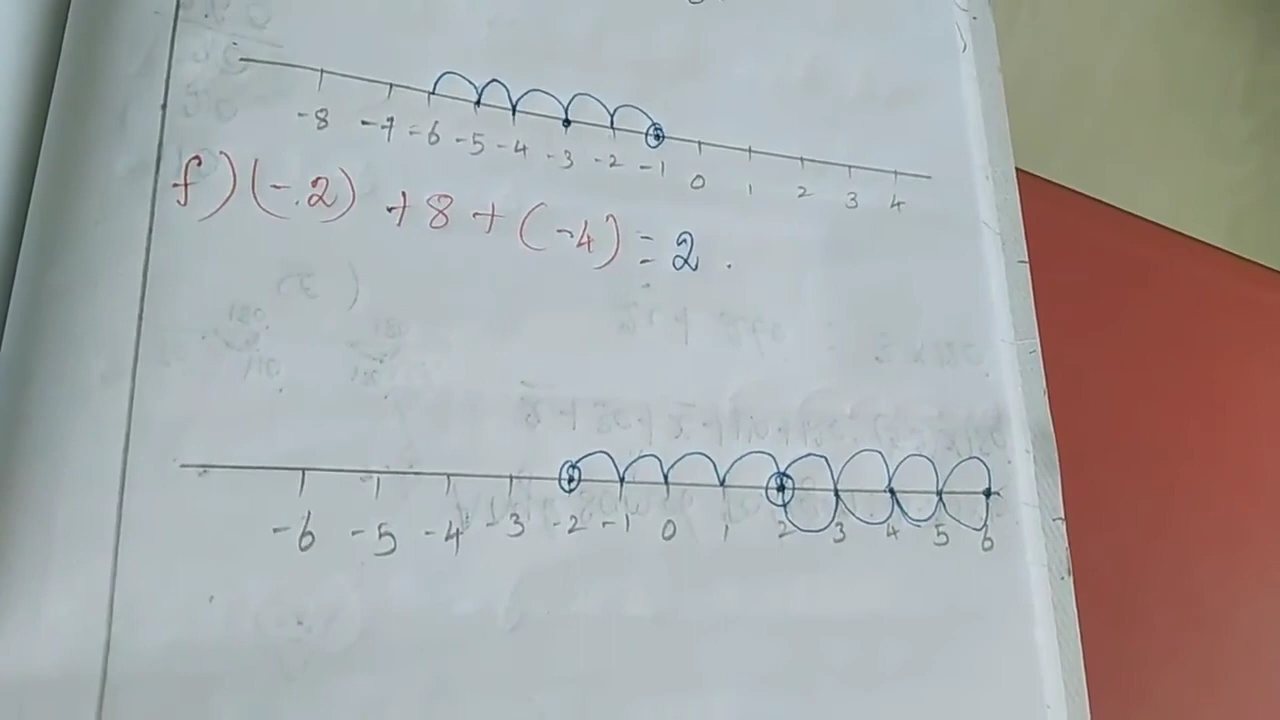 -8 -7 -6 -5 -4 -3 -2 -1 0 1 2 3 4
f) (-2) +8 + (-4) = 2.
-6 -5 -4 -3 -2 -1 0 1 2 3 4 5 6